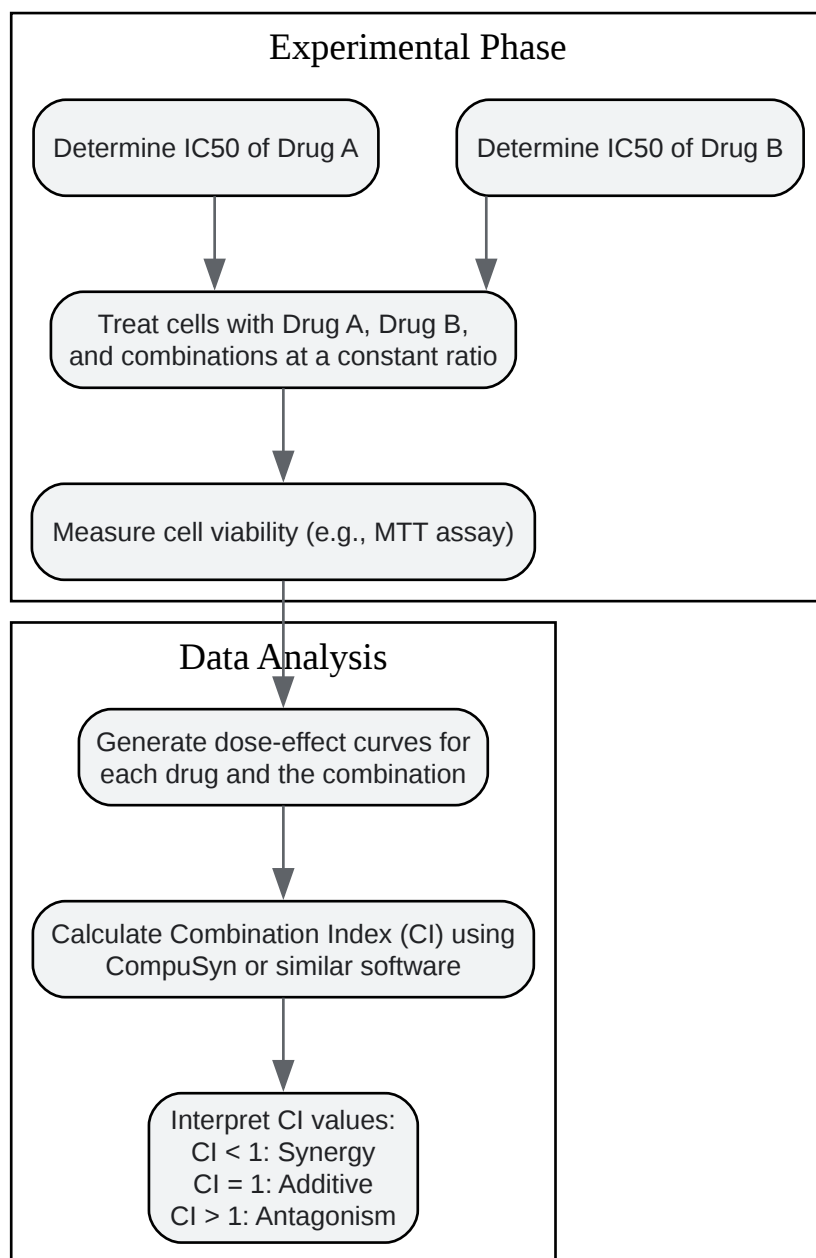 Experimental Phase
Determine IC50 of Drug A
Determine IC50 of Drug B
Treat cells with Drug A, Drug B,
and combinations at a constant ratio
Measure cell viability (e.g., MTT assay)
Data Analysis
Generate dose-effect curves for
each drug and the combination
Calculate Combination Index (CI) using
CompuSyn or similar software
Interpret CI values:
CI < 1: Synergy
CI = 1: Additive
CI > 1: Antagonism